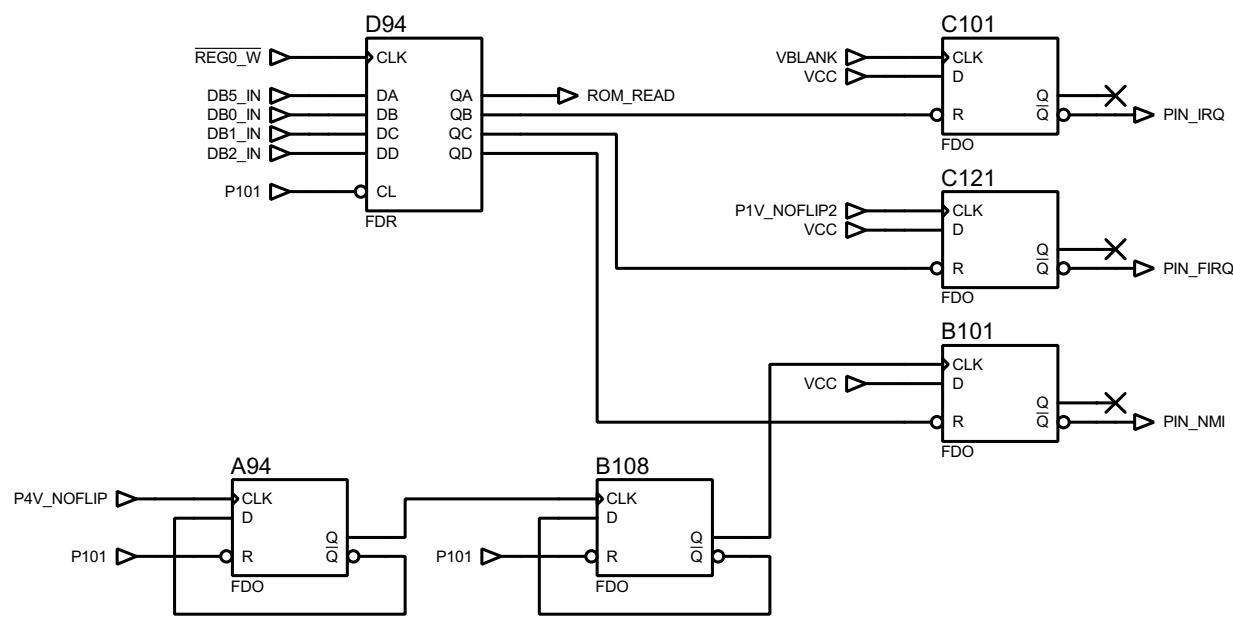 D94
REG0_W
CLK
DB5_IN
DA
QA
ROM_READ
DB0_IN
DB
QB
DB1_IN
DC
QC
DB2_IN
DD
QD
P101
CL
FDR
C101
VBLANK
CLK
VCC
D
Q
R
Q
PIN_IRQ
FDO
C121
P1V_NOFLIP2
CLK
VCC
D
Q
R
Q
PIN_FIRQ
FDO
B101
CLK
VCC
D
Q
R
Q
PIN_NMI
FDO
A94
P4V_NOFLIP
CLK
D
Q
P101
R
Q
FDO
B108
CLK
D
Q
P101
R
Q
FDO